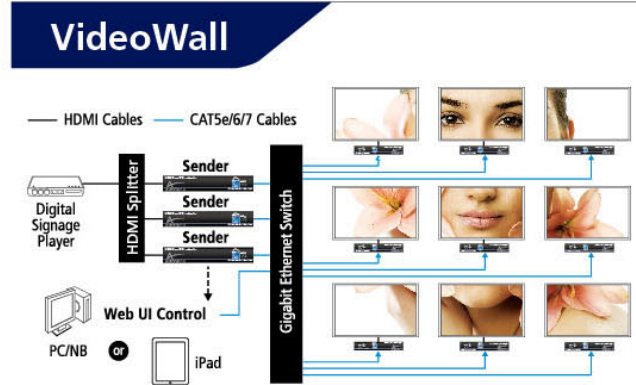 VideoWall
HDMI Cables
CAT5e/6/7 Cables
Digital
Signage
Player
HDMI Splitter
Sender
Sender
Sender
Gigabit Ethernet Switch
Web UI Control
PC/NB
or
iPad